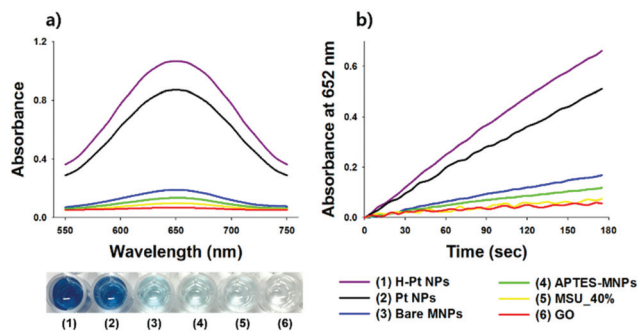 a)
Absorbance
1.2
0.8
0.4
0.0
550
600
650
700
750
Wavelength (nm)
(1) (2) (3) (4) (5) (6)
b)
Absorbance at 652 nm
0.6
0.4
0.2
0.0
0
30
60
90
120
150
180
Time (sec)
(1) H-Pt NPs
(2) Pt NPs
(3) Bare MNPs
(4) APTES-MNPs
(5) MSU_40%
(6) GO